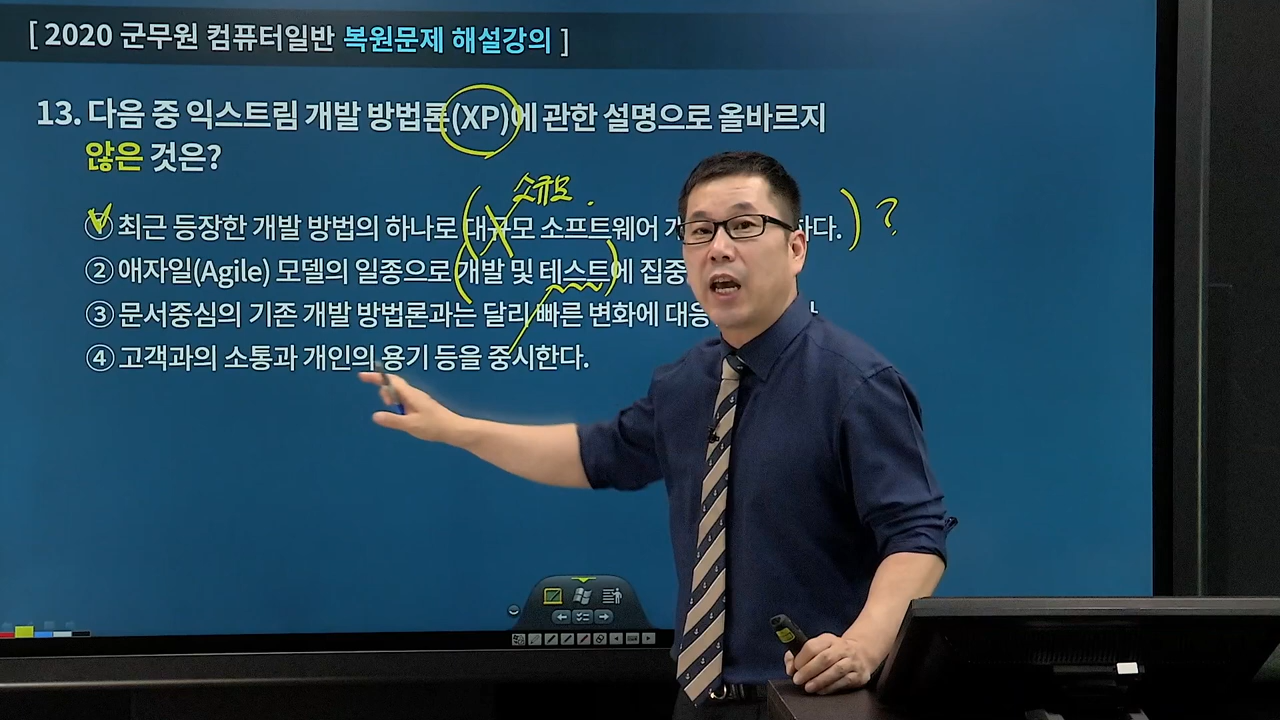 [ 2020 군무원 컴퓨터일반 복원문제 해설강의 ]
13. 다음 중 익스트림 개발 방법론(XP)에 관한 설명으로 올바르지
않은 것은?
소규모.
① 최근 등장한 개발 방법의 하나로 대규모 소프트웨어 하다. ?
② 애자일(Agile) 모델의 일종으로 개발 및 테스트에 집중
③ 문서중심의 기존 개발 방법론과는 달리 빠른 변화에 대응
④ 고객과의 소통과 개인의 용기 등을 중시한다.